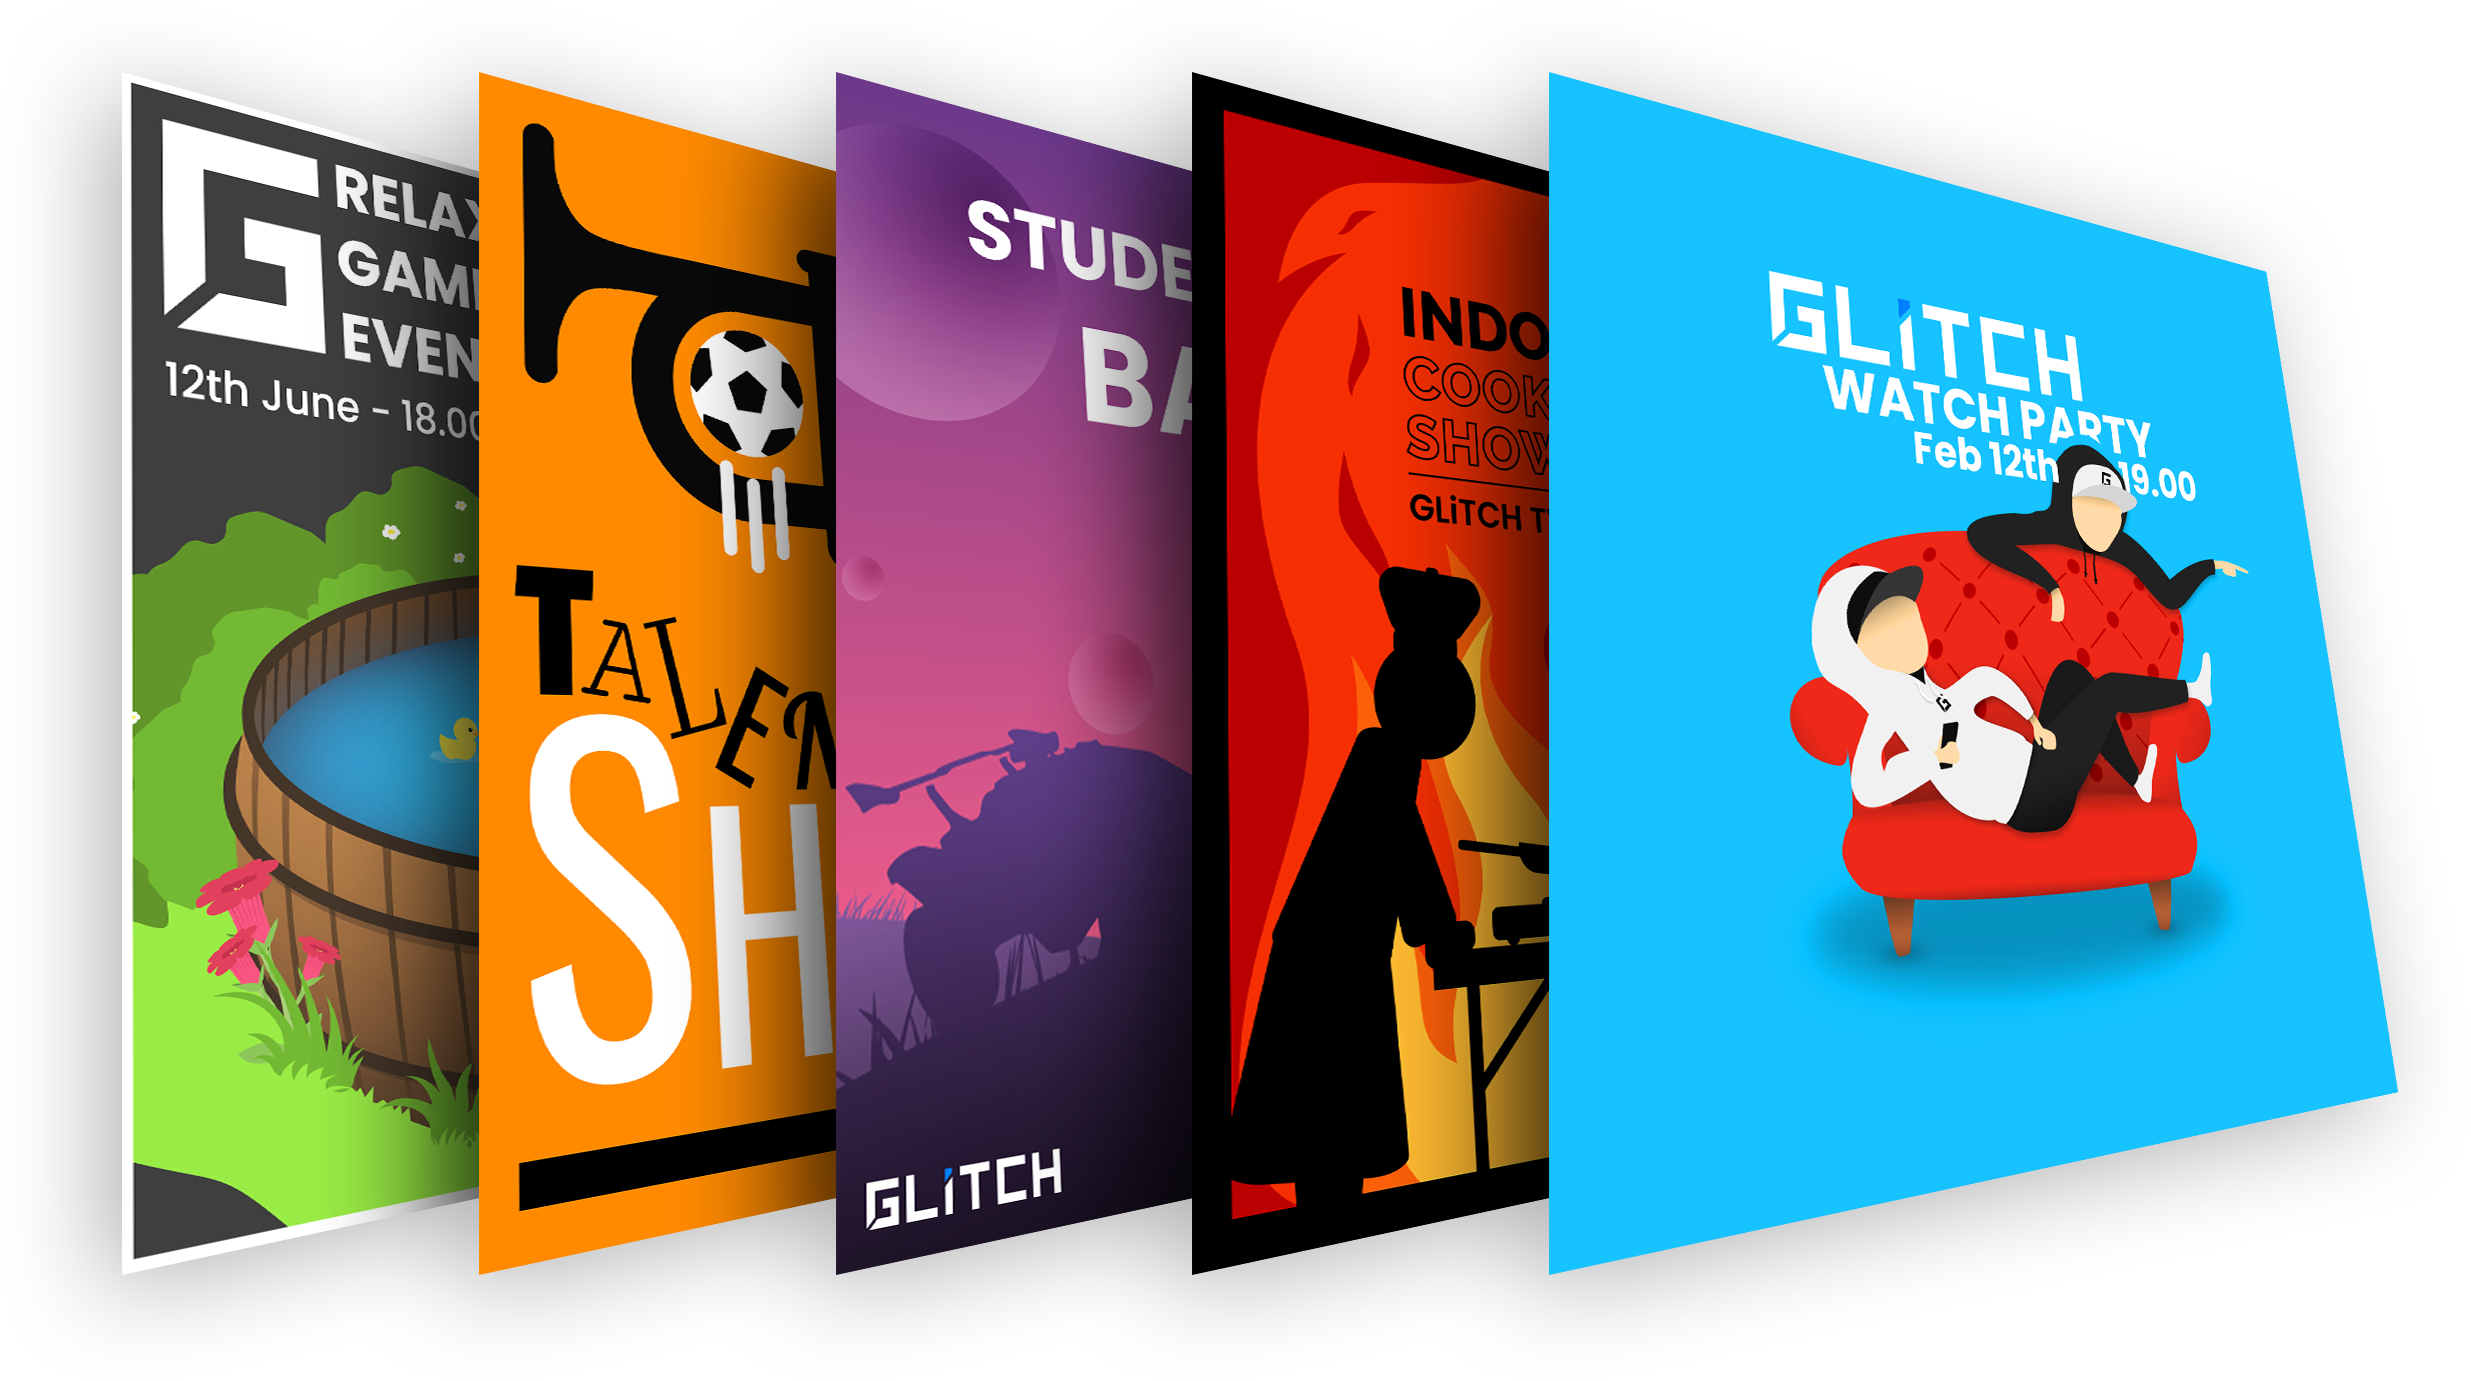 RELAX
GAM
EVEN
12th June - 18.00
TALEN
SH
STUDE
BA
GLiTCH
INDO
COOK
SHOW
GLiTCH T
GLiTCH
WATCH PARTY
Feb 12th 19.00